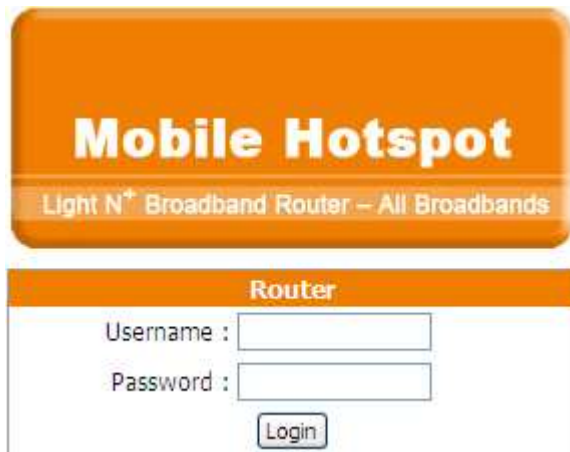 Mobile Hotspot
Light N+ Broadband Router – All Broadbands
Router
Username :
Password :
Login